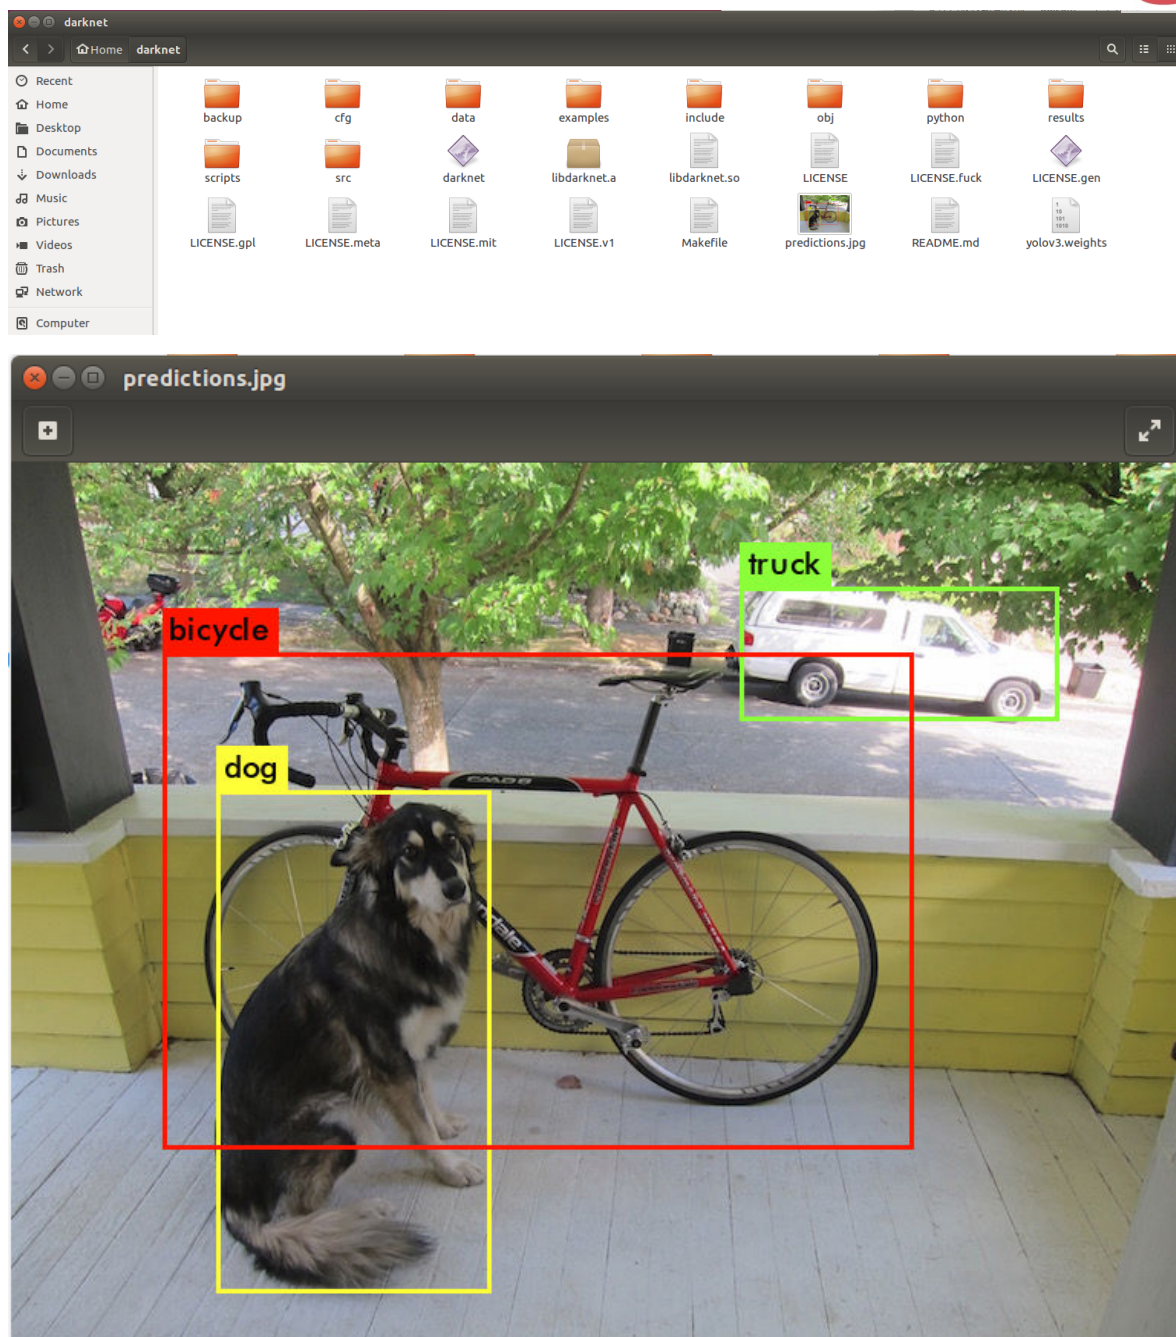 darknet
Home darknet
Recent
Home
Desktop
Documents
Downloads
Music
Pictures
Videos
Trash
Network
Computer
backup cfg data examples include obj python results
scripts src darknet libdarknet.a libdarknet.so LICENSE LICENSE.fuck LICENSE.gen
LICENSE.gpl LICENSE.meta LICENSE.mit LICENSE.v1 Makefile predictions.jpg README.md yolov3.weights
predictions.jpg
truck
bicycle
dog
ndale